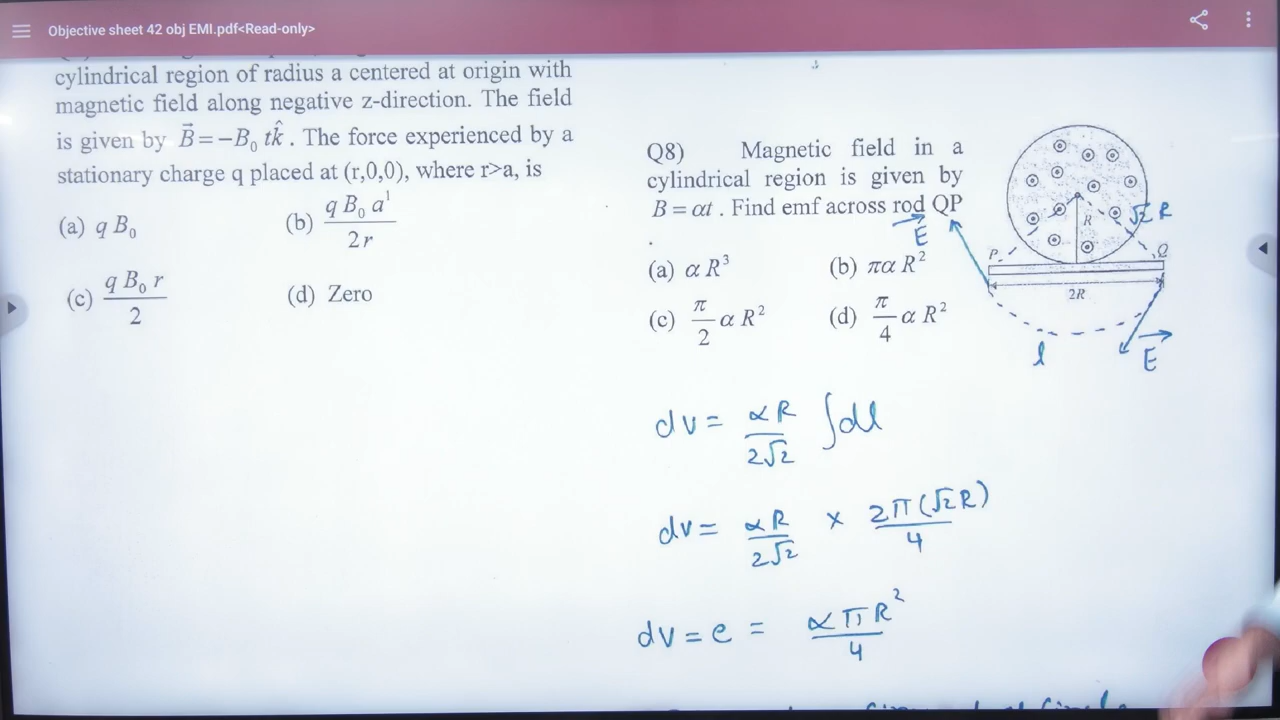 Objective sheet 42 obj EMI.pdf<Read-only>
cylindrical region of radius a centered at origin with
magnetic field along negative z-direction. The field
is given by B⃗ = −B₀ tk̂. The force experienced by a
stationary charge q placed at (r,0,0), where r>a, is
(a) q B₀
(b) q B₀ a¹ / 2 r
(c) q B₀ r / 2
(d) Zero
Q8) Magnetic field in a
cylindrical region is given by
B = αt . Find emf across rod QP
(a) α R³
(b) πα R²
(c) π/2 α R²
(d) π/4 α R²
R
√2 R
P
Q
2R
E⃗
E⃗
l
dv = αR / 2√2 ∫dl
dv = αR / 2√2 × 2π(√2R) / 4
dv = e = απR² / 4